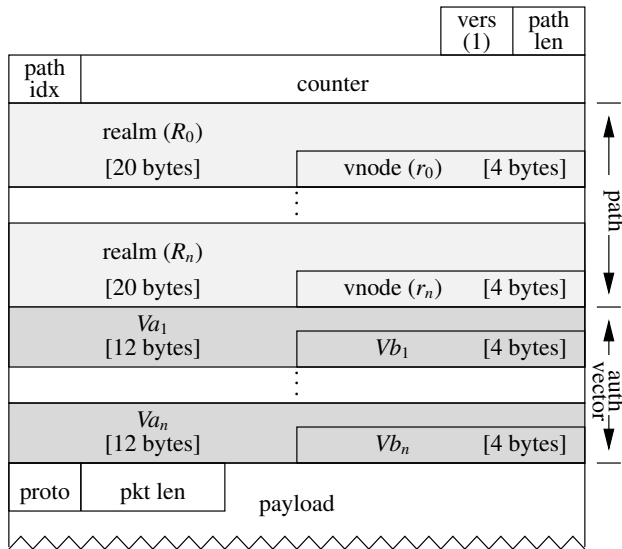 vers path
(1) len
path
idx counter
realm (R₀)
[20 bytes] vnode (r₀) [4 bytes]
⋮
realm (Rₙ)
[20 bytes] vnode (rₙ) [4 bytes]
path
Va₁
[12 bytes] Vb₁ [4 bytes]
⋮
Vaₙ
[12 bytes] Vbₙ [4 bytes]
auth
vector
proto pkt len payload